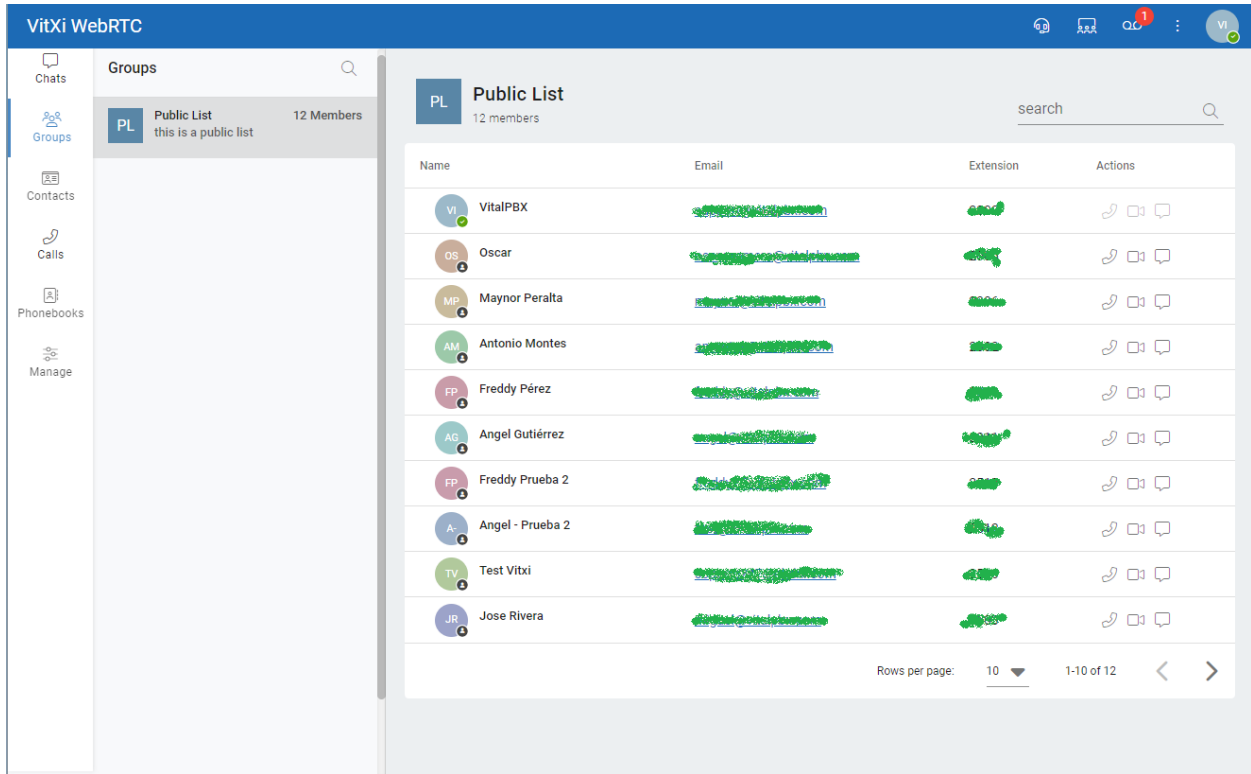 VitXi WebRTC
1
VI
Chats
Groups
Contacts
Calls
Phonebooks
Manage
Groups
PL
Public List
12 Members
this is a public list
PL
Public List
12 members
search
Name Email Extension Actions
VI VitalPBX
OS Oscar
MP Maynor Peralta
AM Antonio Montes
FP Freddy Pérez
AG Angel Gutiérrez
FP Freddy Prueba 2
A- Angel - Prueba 2
TV Test Vitxi
JR Jose Rivera
Rows per page: 10 1-10 of 12